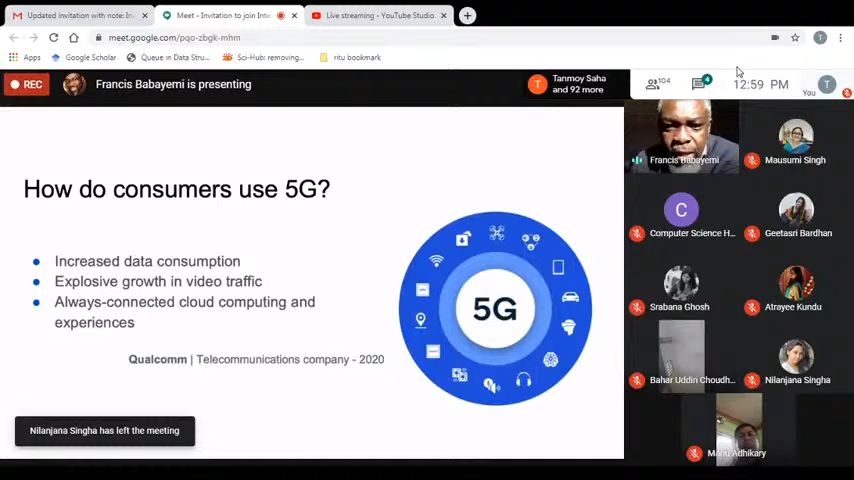 Updated invitation with note: In
Meet - Invitation to join Inte
Live streaming - YouTube Studio
meet.google.com/pqo-zbgk-mhm
T
Apps
Google Scholar
Queue in Data Stru...
Sci-Hub: removing...
ritu bookmark
REC
Francis Babayemi is presenting
T
Tanmoy Saha
and 92 more
104
4
12:59 PM
You
T
Francis Babayemi
Mausumi Singh
C
Computer Science H...
Geetasri Bardhan
Srabana Ghosh
Atrayee Kundu
Bahar Uddin Choudh...
Nilanjana Singha
Manu Adhikary
How do consumers use 5G?
● Increased data consumption
● Explosive growth in video traffic
● Always-connected cloud computing and
experiences
Qualcomm | Telecommunications company - 2020
5G
Nilanjana Singha has left the meeting